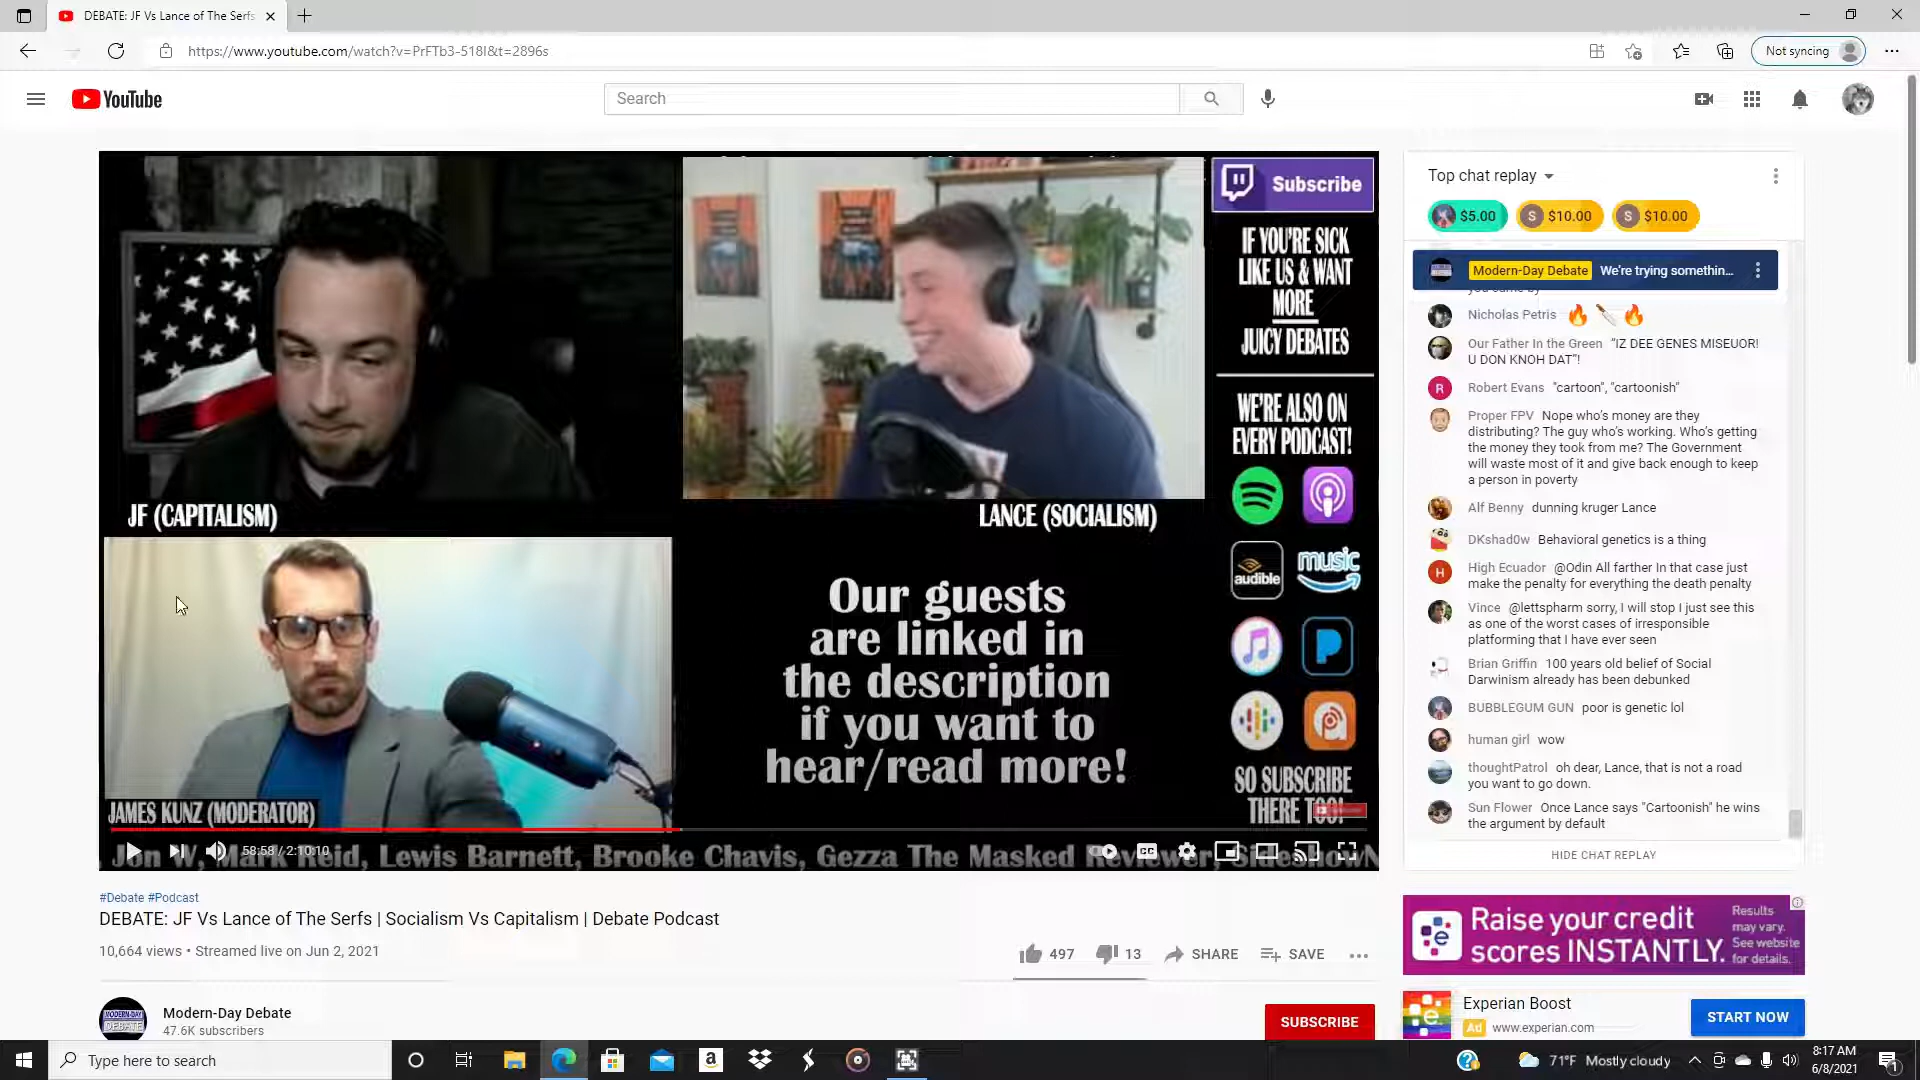 DEBATE: JF Vs Lance of The Serfs
https://www.youtube.com/watch?v=PrFTb3-518I&t=2896s
Not syncing
YouTube
Search
Subscribe
IF YOU'RE SICK
LIKE US & WANT
MORE
JUICY DEBATES
WE'RE ALSO ON
EVERY PODCAST!
audible
music
SO SUBSCRIBE
THERE TOO!
JF (CAPITALISM)
LANCE (SOCIALISM)
JAMES KUNZ (MODERATOR)
Our guests
are linked in
the description
if you want to
hear/read more!
58:58 / 2:10:10
Jon W, Mark Reid, Lewis Barnett, Brooke Chavis, Gezza The Masked Reviewer,
CC
Top chat replay
$5.00
S $10.00
S $10.00
Modern-Day Debate We're trying somethin...
you came by
Nicholas Petris
Our Father In the Green "IZ DEE GENES MISEUOR!
U DON KNOH DAT"!
R Robert Evans "cartoon", "cartoonish"
Proper FPV Nope who's money are they
distributing? The guy who's working. Who's getting
the money they took from me? The Government
will waste most of it and give back enough to keep
a person in poverty
Alf Benny dunning kruger Lance
DKshad0w Behavioral genetics is a thing
H High Ecuador @Odin All farther In that case just
make the penalty for everything the death penalty
Vince @lettspharm sorry, I will stop I just see this
as one of the worst cases of irresponsible
platforming that I have ever seen
Brian Griffin 100 years old belief of Social
Darwinism already has been debunked
BUBBLEGUM GUN poor is genetic lol
human girl wow
thoughtPatrol oh dear, Lance, that is not a road
you want to go down.
Sun Flower Once Lance says "Cartoonish" he wins
the argument by default
HIDE CHAT REPLAY
#Debate #Podcast
DEBATE: JF Vs Lance of The Serfs | Socialism Vs Capitalism | Debate Podcast
10,664 views • Streamed live on Jun 2, 2021
497
13
SHARE
SAVE
MODERN-DAY
DEBATE
Modern-Day Debate
47.6K subscribers
SUBSCRIBE
Raise your credit
scores INSTANTLY.
Results
may vary.
See website
for details.
Experian Boost
Ad www.experian.com
START NOW
Type here to search
71°F Mostly cloudy
8:17 AM
6/8/2021
1